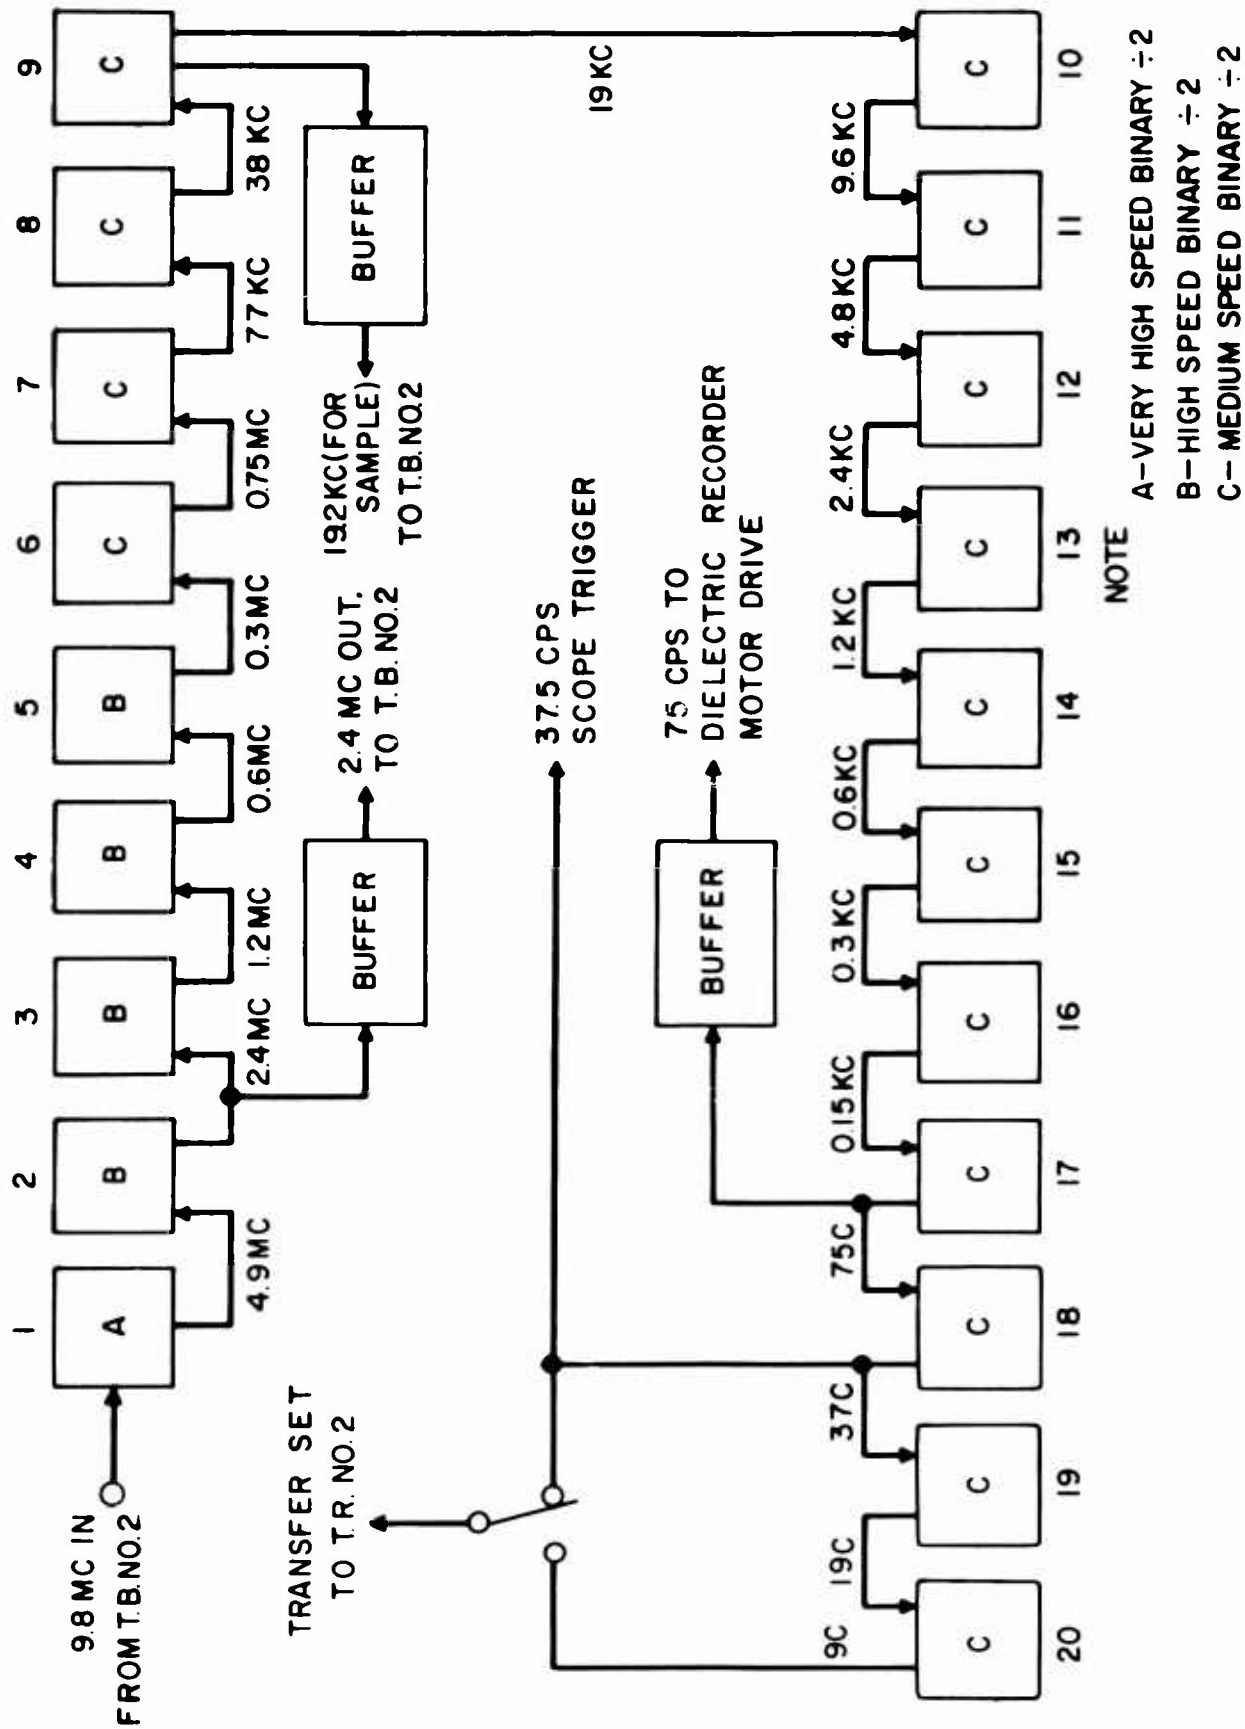 1
2
3
4
5
6
7
8
9
A
B
B
B
B
C
C
C
C
9.8 MC IN
FROM T.B. NO.2
4.9 MC
2.4 MC
1.2 MC
0.6 MC
0.3 MC
0.75 MC
77 KC
38 KC
BUFFER
2.4 MC OUT.
TO T.B. NO.2
BUFFER
19.2 KC (FOR
SAMPLE)
TO T.B. NO.2
TRANSFER SET
TO T.R. NO.2
37.5 CPS
SCOPE TRIGGER
19 KC
BUFFER
75 CPS TO
DIELECTRIC RECORDER
MOTOR DRIVE
9C
19C
37C
75C
0.15 KC
0.3 KC
0.6 KC
1.2 KC
2.4 KC
4.8 KC
9.6 KC
C
C
C
C
C
C
C
C
C
C
C
20
19
18
17
16
15
14
13
12
11
10
NOTE
A-VERY HIGH SPEED BINARY ÷ 2
B-HIGH SPEED BINARY ÷ 2
C-MEDIUM SPEED BINARY ÷ 2